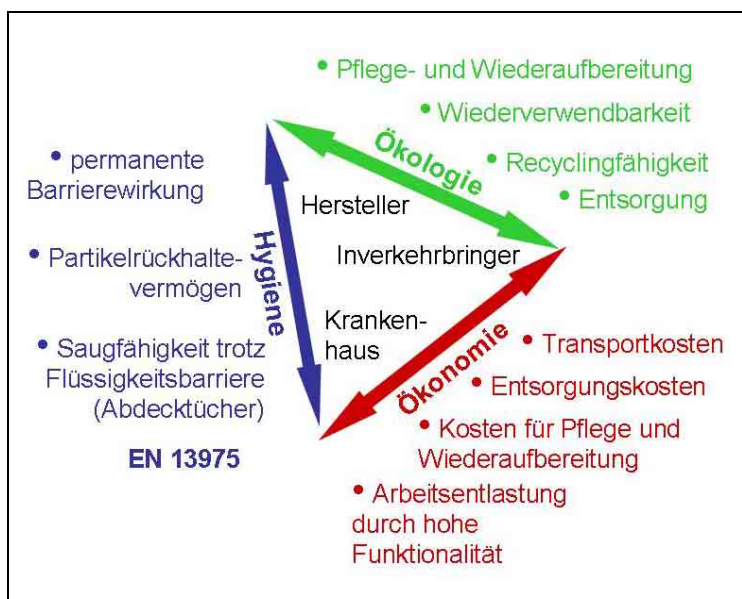 • Pflege- und Wiederaufbereitung
• Wiederverwendbarkeit
• Recyclingfähigkeit
• Entsorgung
Ökologie
• permanente
Barrierewirkung
• Partikelrückhalte-
vermögen
• Saugfähigkeit trotz
Flüssigkeitsbarriere
(Abdecktücher)
EN 13975
Hygiene
Hersteller
Inverkehrbringer
Kranken-
haus
Ökonomie
• Transportkosten
• Entsorgungskosten
• Kosten für Pflege und
Wiederaufbereitung
• Arbeitsentlastung
durch hohe
Funktionalität